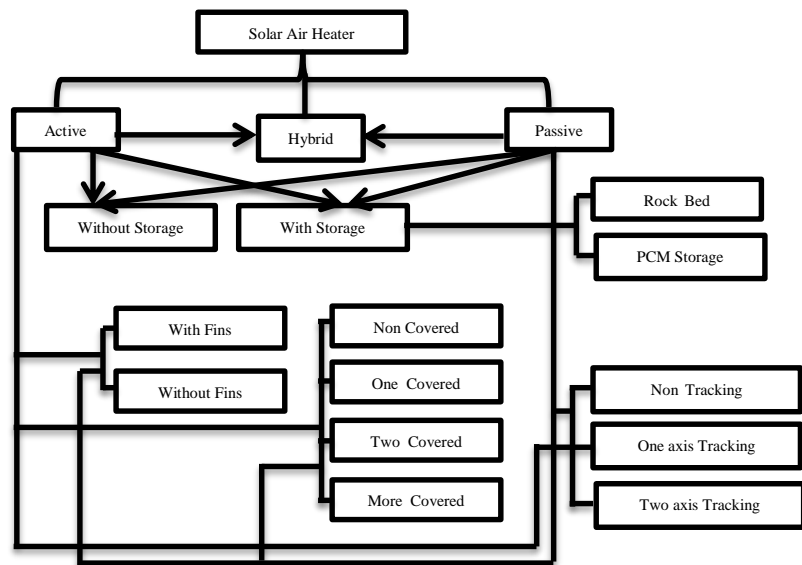 Solar Air Heater
Active
Hybrid
Passive
Without Storage
With Storage
Rock Bed
PCM Storage
With Fins
Without Fins
Non Covered
One Covered
Two Covered
More Covered
Non Tracking
One axis Tracking
Two axis Tracking